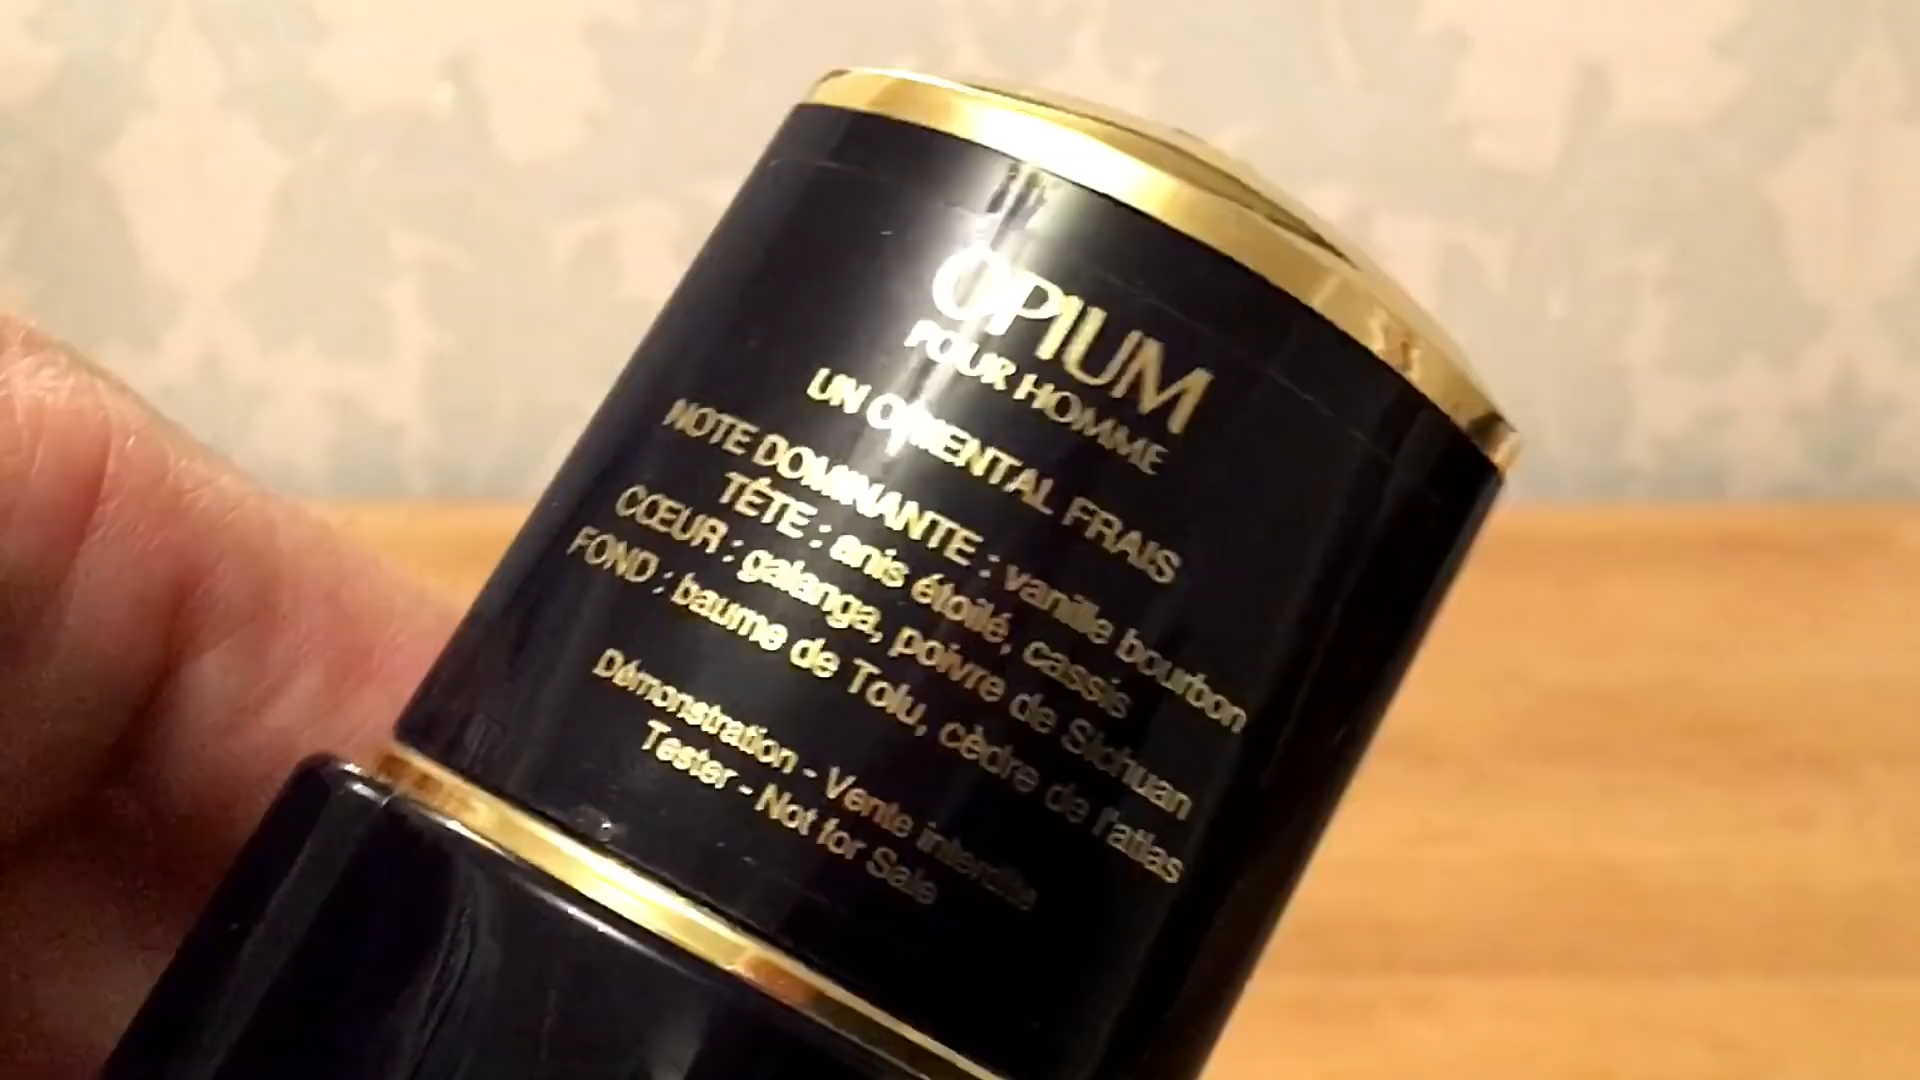 OPIUM
POUR HOMME
UN ORIENTAL FRAIS
NOTE DOMINANTE : vanille bourbon
TÊTE : anis étoilé, cassis
CŒUR : galanga, poivre de Sichuan
FOND : baume de Tolu, cèdre de l'atlas
Démonstration - Vente interdite
Tester - Not for Sale